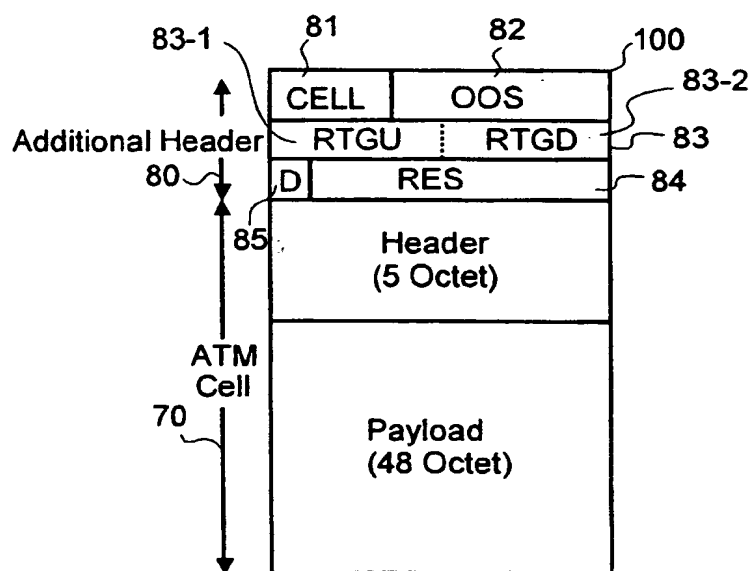 81 82 100
83-1 83-2
CELL OOS
Additional Header RTGU RTGD 83
80 D RES 84
85
Header
(5 Octet)
ATM
Cell
70
Payload
(48 Octet)